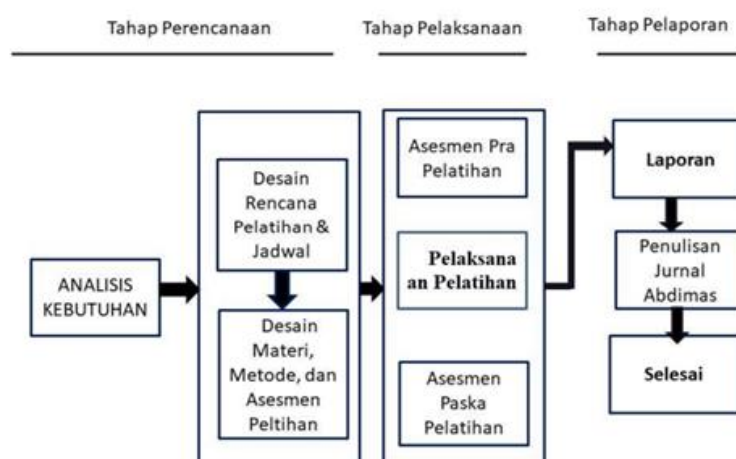 Tahap Perencanaan
Tahap Pelaksanaan
Tahap Pelaporan
ANALISIS
KEBUTUHAN
Desain
Rencana
Pelatihan &
Jadwal
Desain
Materi,
Metode, dan
Asesmen
Peltihan
Asesmen Pra
Pelatihan
Pelaksana
an Pelatihan
Asesmen
Paska
Pelatihan
Laporan
Penulisan
Jurnal
Abdimas
Selesai